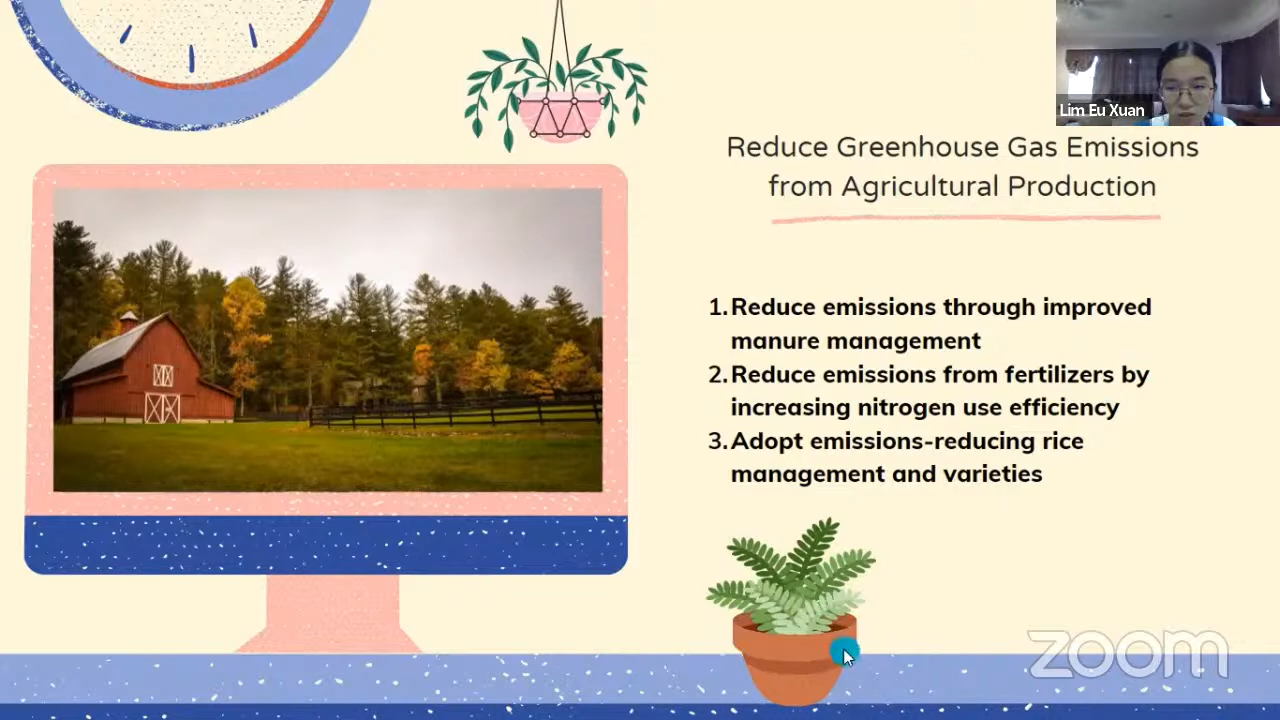 Lim Eu Xuan
Reduce Greenhouse Gas Emissions
from Agricultural Production
1. Reduce emissions through improved
manure management
2. Reduce emissions from fertilizers by
increasing nitrogen use efficiency
3. Adopt emissions-reducing rice
management and varieties
zoom